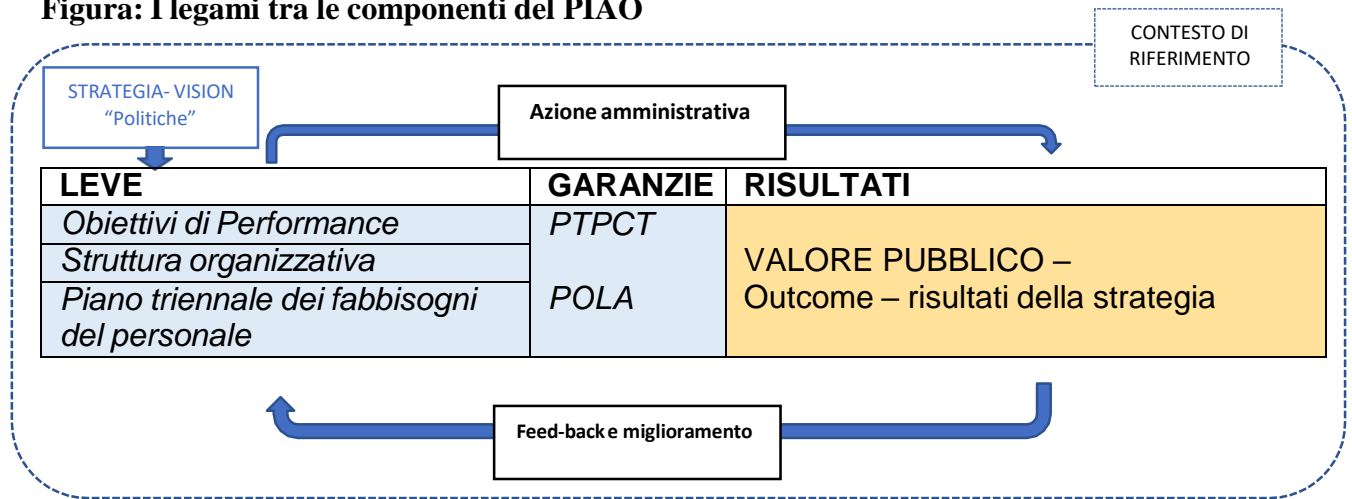 Figura: I legami tra le componenti del PIAO
CONTESTO DI
RIFERIMENTO
STRATEGIA- VISION
“Politiche”
Azione amministrativa
LEVE GARANZIE RISULTATI
Obiettivi di Performance PTPCT
Struttura organizzativa VALORE PUBBLICO –
Piano triennale dei fabbisogni POLA Outcome – risultati della strategia
del personale
Feed-back e miglioramento